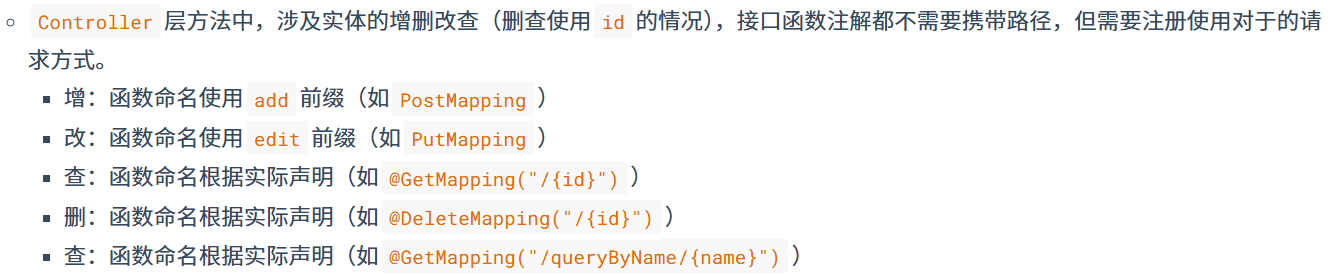 Controller 层方法中，涉及实体的增删改查（删查使用 id 的情况），接口函数注解都不需要携带路径，但需要注册使用对于的请
求方式。
增：函数命名使用 add 前缀（如 PostMapping ）
改：函数命名使用 edit 前缀（如 PutMapping ）
查：函数命名根据实际声明（如 @GetMapping("/{id}") ）
删：函数命名根据实际声明（如 @DeleteMapping("/{id}") ）
查：函数命名根据实际声明（如 @GetMapping("/queryByName/{name}") ）